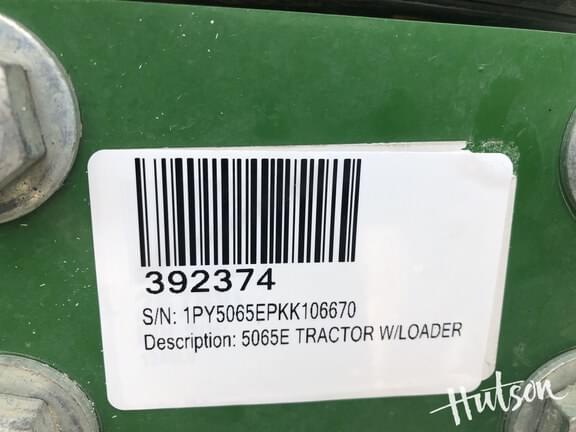 392374
S/N: 1PY5065EPKK106670
Description: 5065E TRACTOR W/LOADER
Hutson